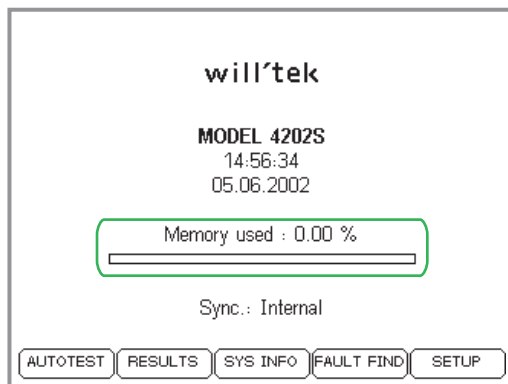 will'tek
MODEL 4202S
14:56:34
05.06.2002
Memory used : 0.00 %
Sync.: Internal
AUTOTEST RESULTS SYS INFO FAULT FIND SETUP